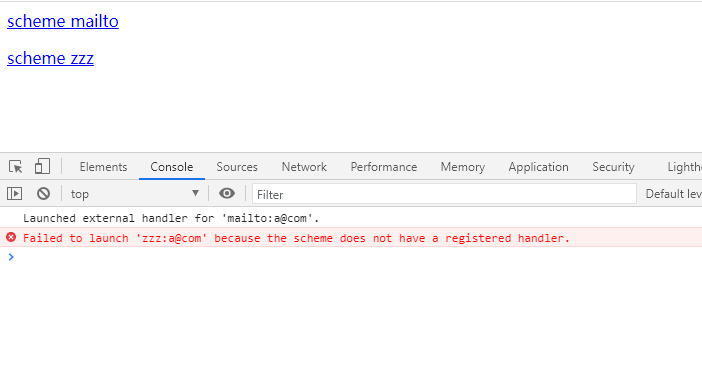 scheme mailto
scheme zzz
Elements Console Sources Network Performance Memory Application Security Lighth
top Filter Default lev
Launched external handler for 'mailto:a@com'.
Failed to launch 'zzz:a@com' because the scheme does not have a registered handler.